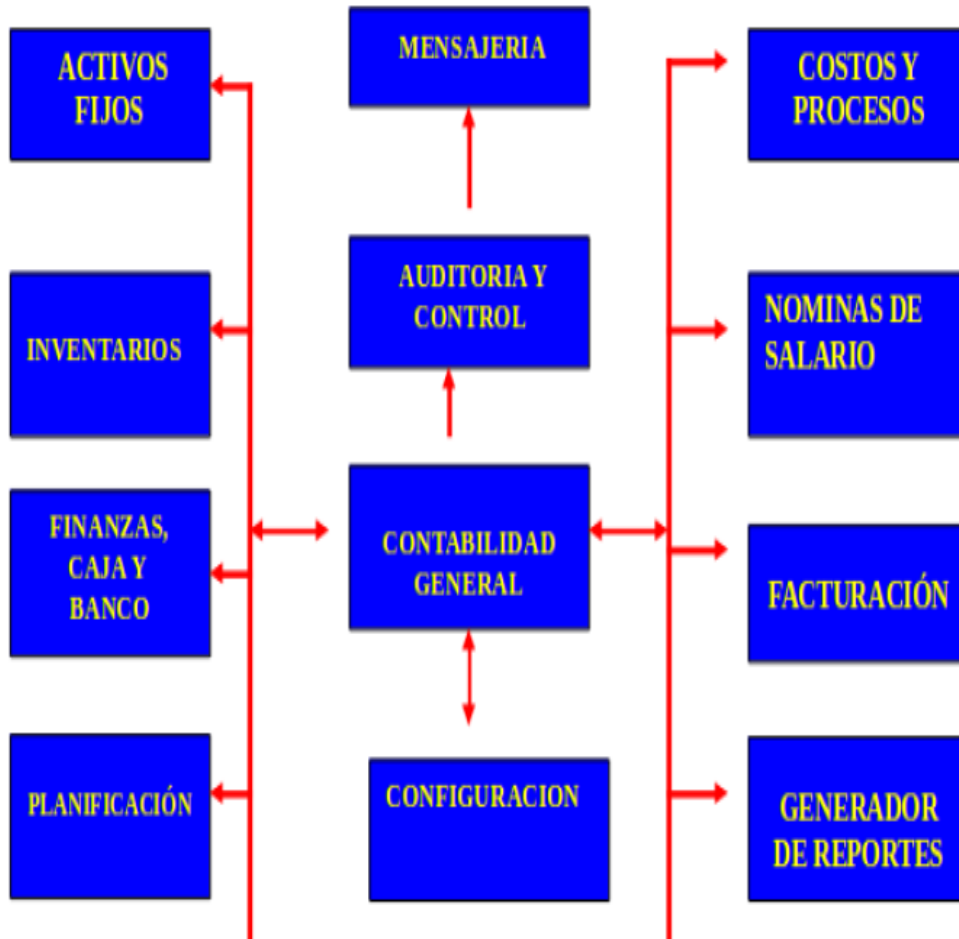 ACTIVOS
FIJOS
MENSAJERIA
COSTOS Y
PROCESOS
INVENTARIOS
AUDITORIA Y
CONTROL
NOMINAS DE
SALARIO
FINANZAS,
CAJA Y
BANCO
CONTABILIDAD
GENERAL
FACTURACIÓN
PLANIFICACIÓN
CONFIGURACION
GENERADOR
DE REPORTES